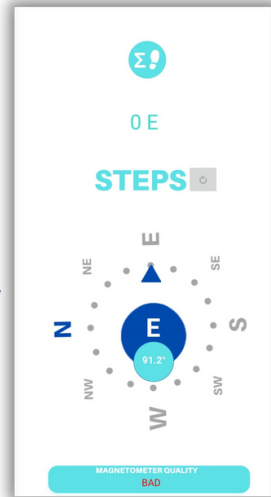 Σ!
0 E
STEPS
E
NE
SE
N
E
S
91.2°
NW
SW
W
MAGNETOMETER QUALITY
BAD